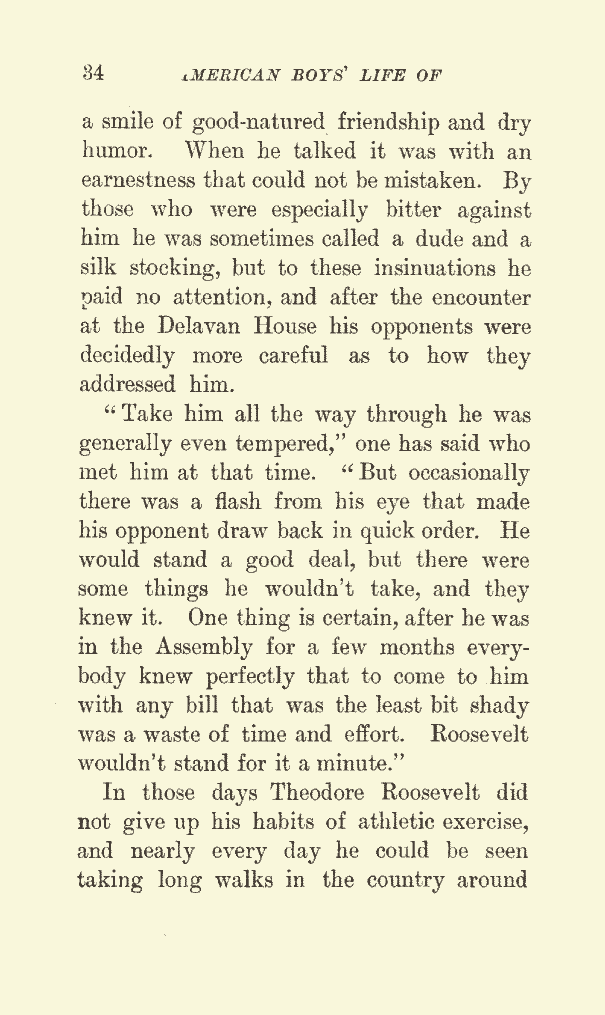 34 AMERICAN BOYS' LIFE OF
a smile of good-natured friendship and dry
humor. When he talked it was with an
earnestness that could not be mistaken. By
those who were especially bitter against
him he was sometimes called a dude and a
silk stocking, but to these insinuations he
paid no attention, and after the encounter
at the Delavan House his opponents were
decidedly more careful as to how they
addressed him.
“Take him all the way through he was
generally even tempered,” one has said who
met him at that time. “But occasionally
there was a flash from his eye that made
his opponent draw back in quick order. He
would stand a good deal, but there were
some things he wouldn't take, and they
knew it. One thing is certain, after he was
in the Assembly for a few months every-
body knew perfectly that to come to him
with any bill that was the least bit shady
was a waste of time and effort. Roosevelt
wouldn't stand for it a minute.”
In those days Theodore Roosevelt did
not give up his habits of athletic exercise,
and nearly every day he could be seen
taking long walks in the country around